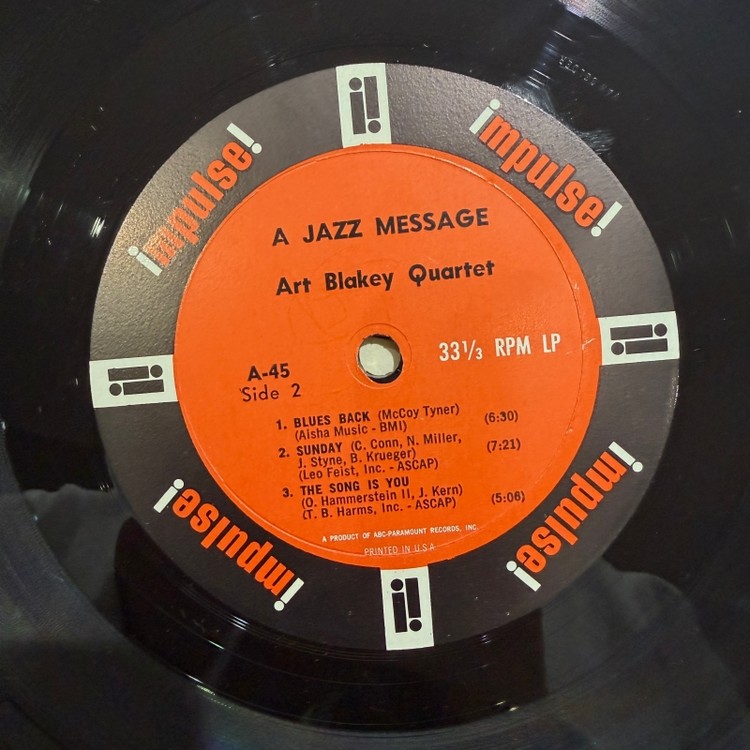 impulse!
impulse!
A JAZZ MESSAGE
Art Blakey Quartet
33⅓ RPM LP
A-45
Side 2
1. BLUES BACK (McCoy Tyner) (6:30)
(Aisha Music - BMI)
2. SUNDAY (C. Conn, N. Miller, (7:21)
J. Styne, B. Krueger)
(Leo Feist, Inc. - ASCAP)
3. THE SONG IS YOU
(O. Hammerstein II, J. Kern) (5:06)
(T. B. Harms, Inc. - ASCAP)
A PRODUCT OF ABC-PARAMOUNT RECORDS, INC.
PRINTED IN U.S.A.
impulse!
impulse!